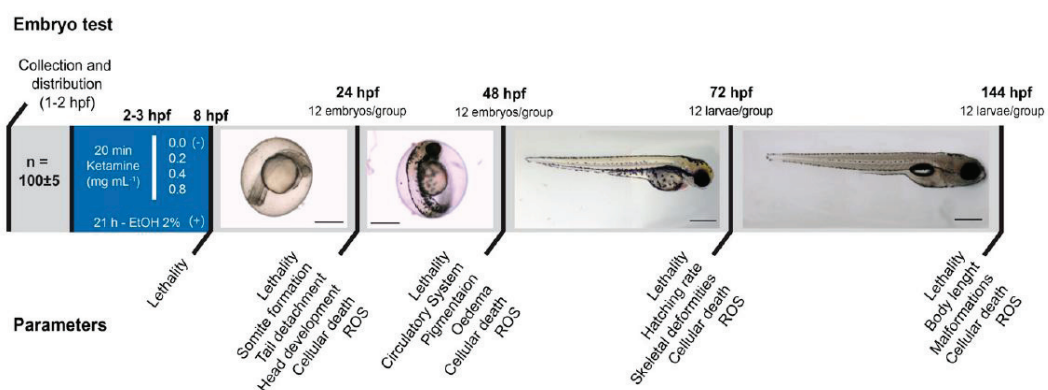 Embryo test
Collection and
distribution
(1-2 hpf)
2-3 hpf
8 hpf
24 hpf
12 embryos/group
48 hpf
12 embryos/group
72 hpf
12 larvae/group
144 hpf
12 larvae/group
n =
100±5
20 min
Ketamine
(mg mL⁻¹)
0.0 (-)
0.2
0.4
0.8
21 h - EtOH 2% (+)
Lethality
Lethality
Somite formation
Tail detachment
Head development
Cellular death
ROS
Lethality
Circulatory System
Pigmentaion
Oedema
Cellular death
ROS
Lethality
Hatching rate
Skeletal deformities
Cellular death
ROS
Lethality
Body lenght
Malformations
Cellular death
ROS
Parameters